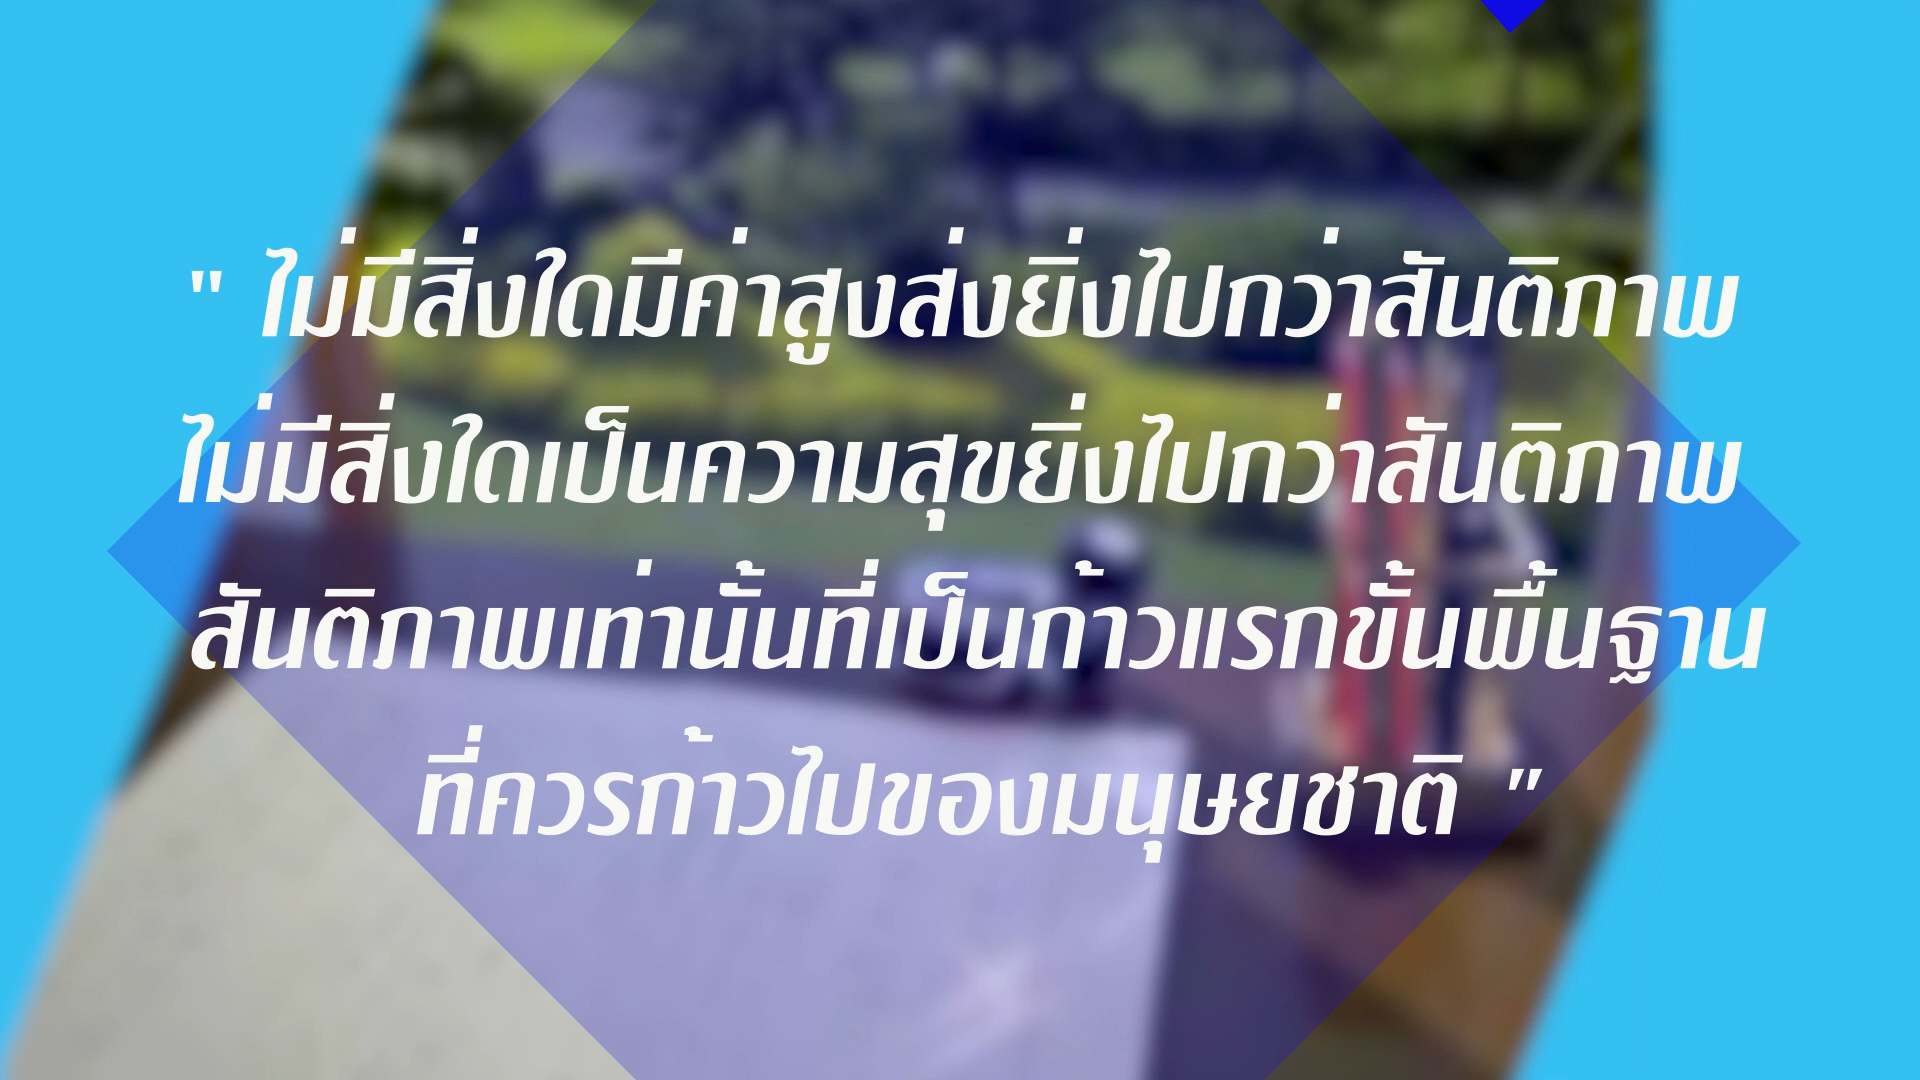 " ไม่มีสิ่งใดมีค่าสูงส่งยิ่งไปกว่าสันติภาพ
ไม่มีสิ่งใดเป็นความสุขยิ่งไปกว่าสันติภาพ
สันติภาพเท่านั้นที่เป็นก้าวแรกขั้นพื้นฐาน
ที่ควรก้าวไปของมนุษยชาติ "